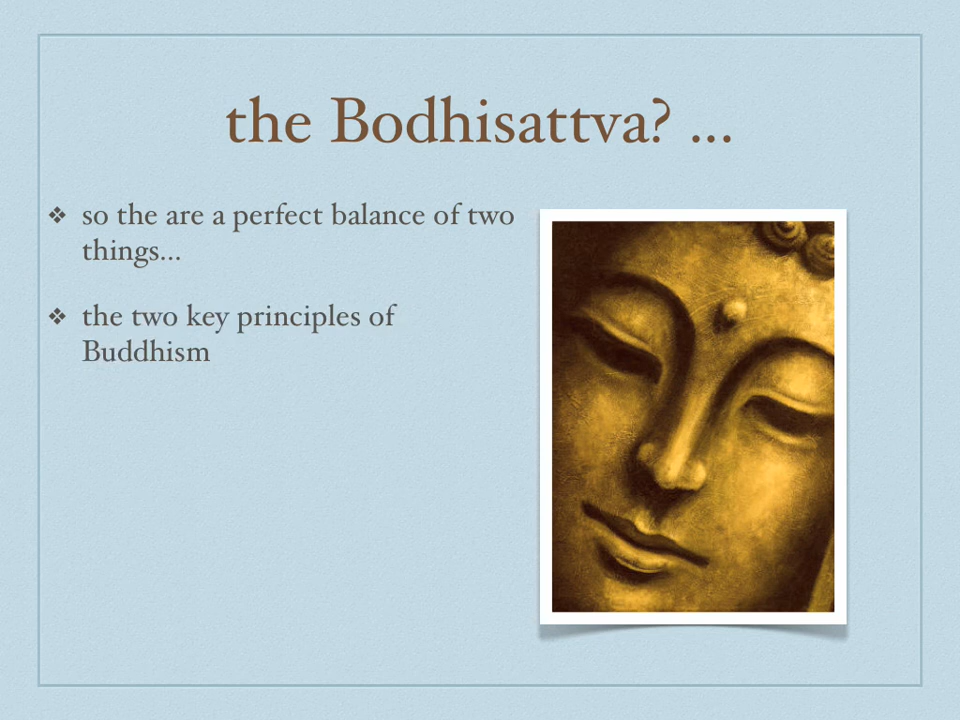 the Bodhisattva? ...
❖ so the are a perfect balance of two
things...
❖ the two key principles of
Buddhism